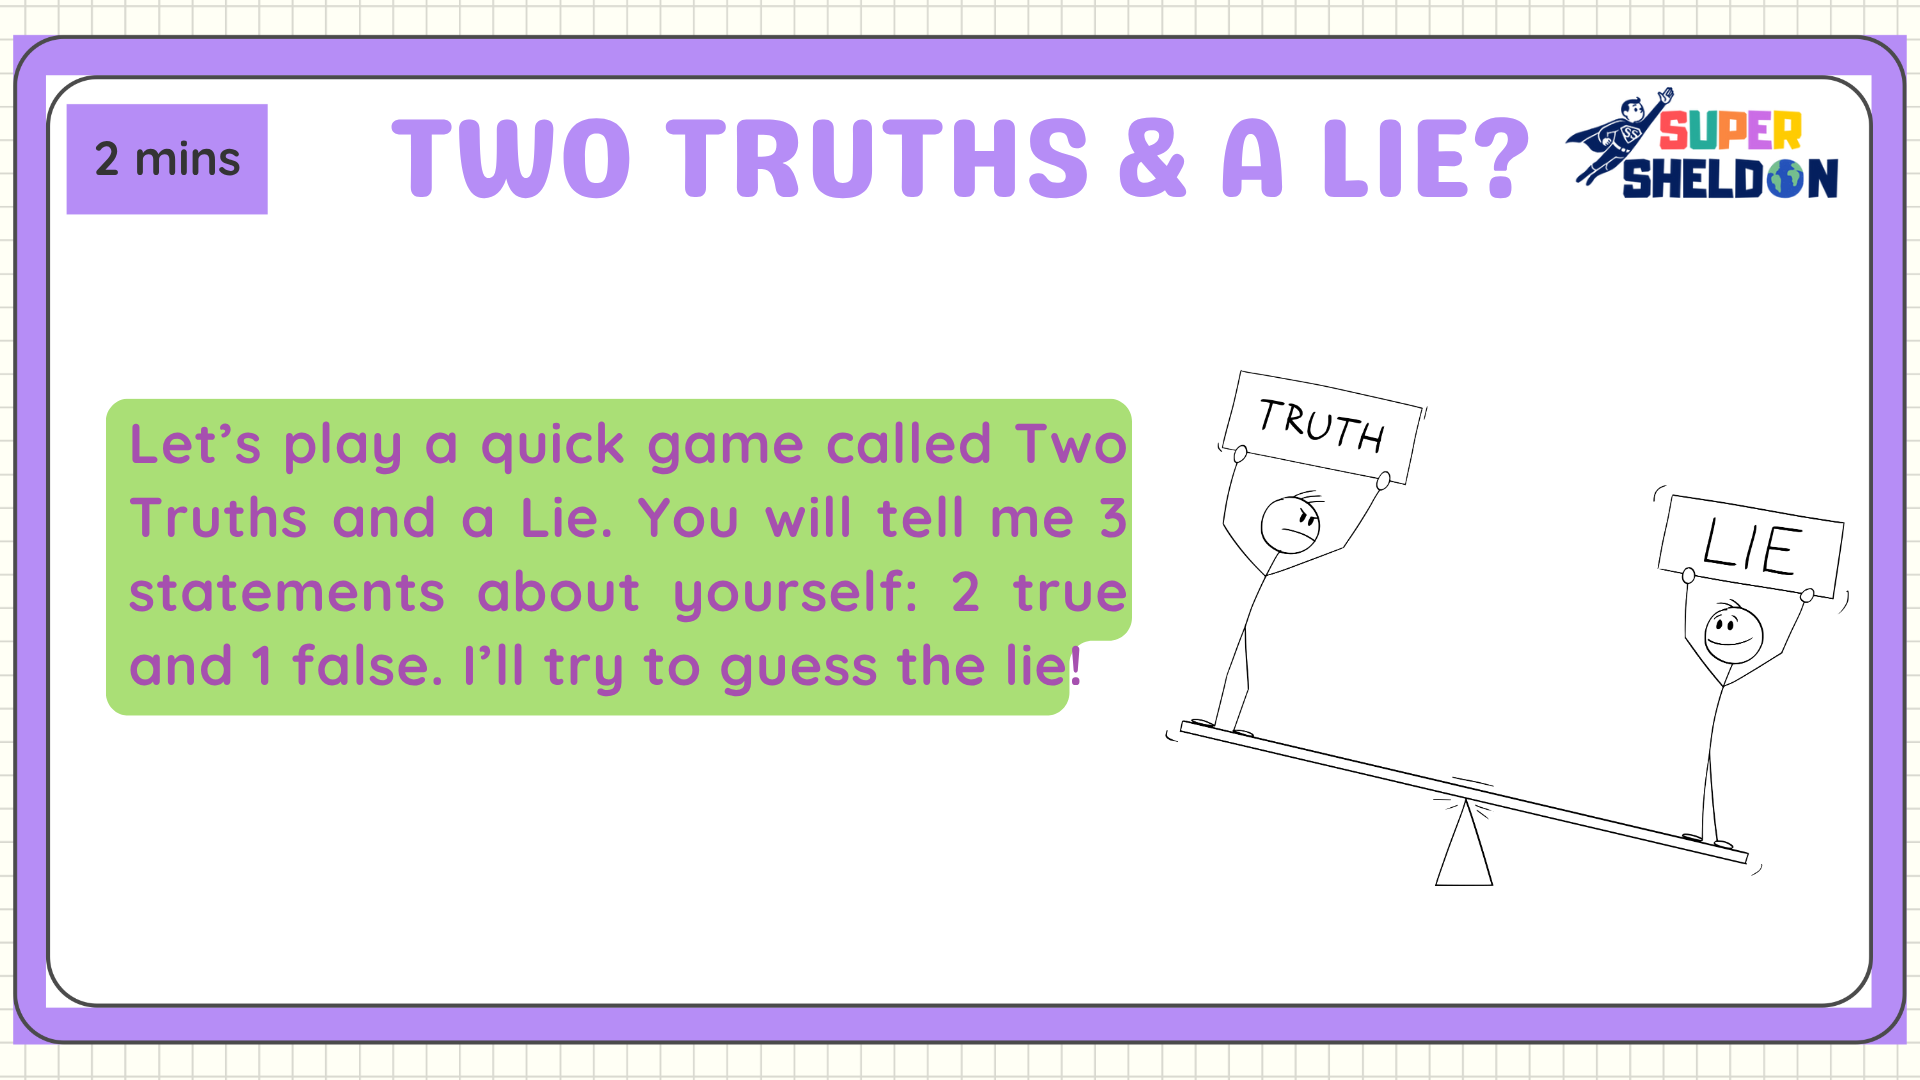 2 mins
TWO TRUTHS & A LIE?
SUPER
SHELDON
Let’s play a quick game called Two
Truths and a Lie. You will tell me 3
statements about yourself: 2 true
and 1 false. I’ll try to guess the lie!
TRUTH
LIE